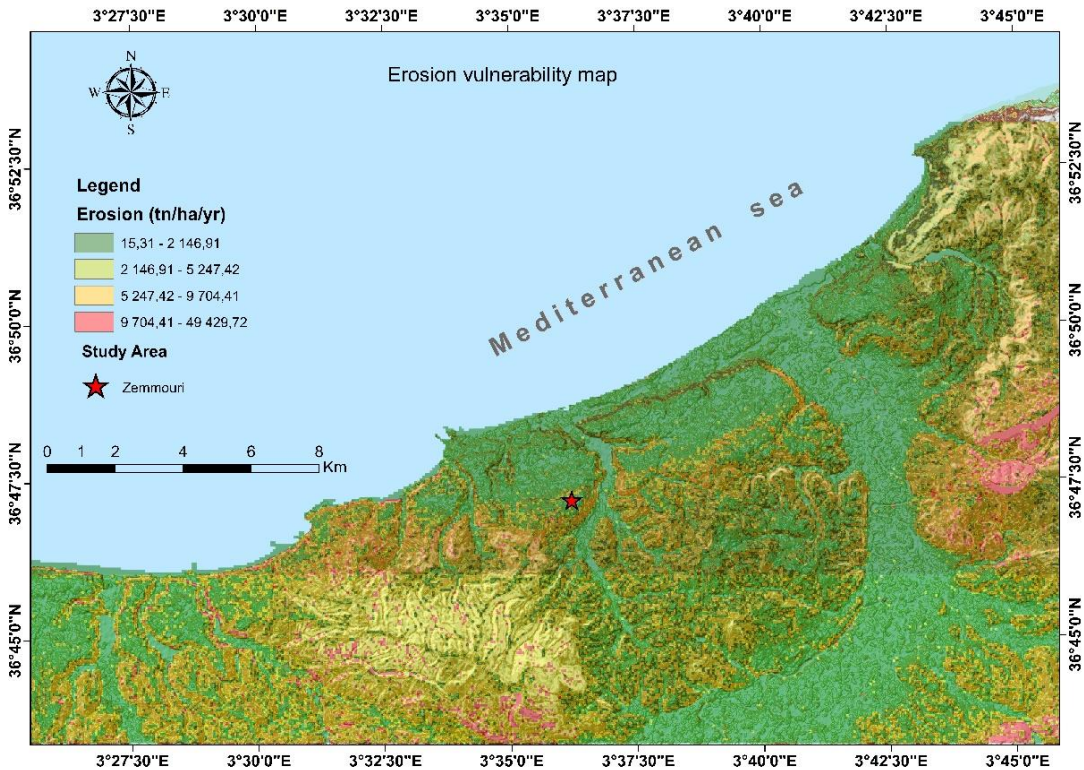 3°27'30"E 3°30'0"E 3°32'30"E 3°35'0"E 3°37'30"E 3°40'0"E 3°42'30"E 3°45'0"E
N
W E
S
Erosion vulnerability map
36°52'30"N
36°52'30"N
Legend
Erosion (tn/ha/yr)
15,31 - 2 146,91
2 146,91 - 5 247,42
5 247,42 - 9 704,41
9 704,41 - 49 429,72
Study Area
Zemmouri
Mediterranean sea
36°50'0"N
36°50'0"N
0 2 4 6 8
Km
36°47'30"N
36°47'30"N
36°45'0"N
36°45'0"N
3°27'30"E 3°30'0"E 3°32'30"E 3°35'0"E 3°37'30"E 3°40'0"E 3°42'30"E 3°45'0"E